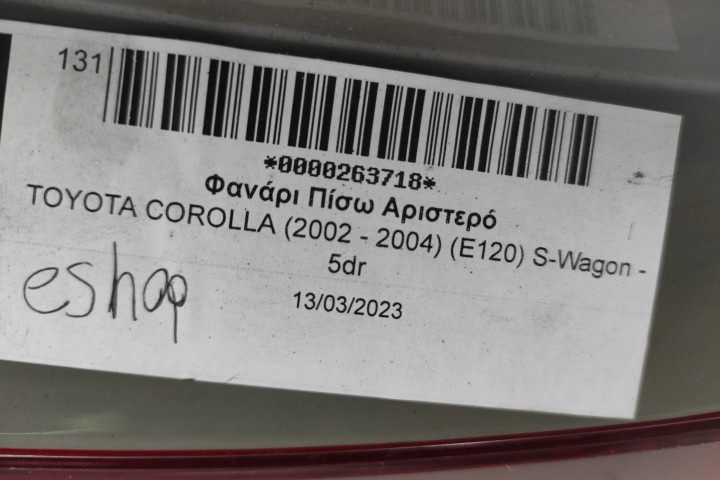 131
*0000263718*
Φανάρι Πίσω Αριστερό
TOYOTA COROLLA (2002 - 2004) (E120) S-Wagon -
5dr
13/03/2023
eshop